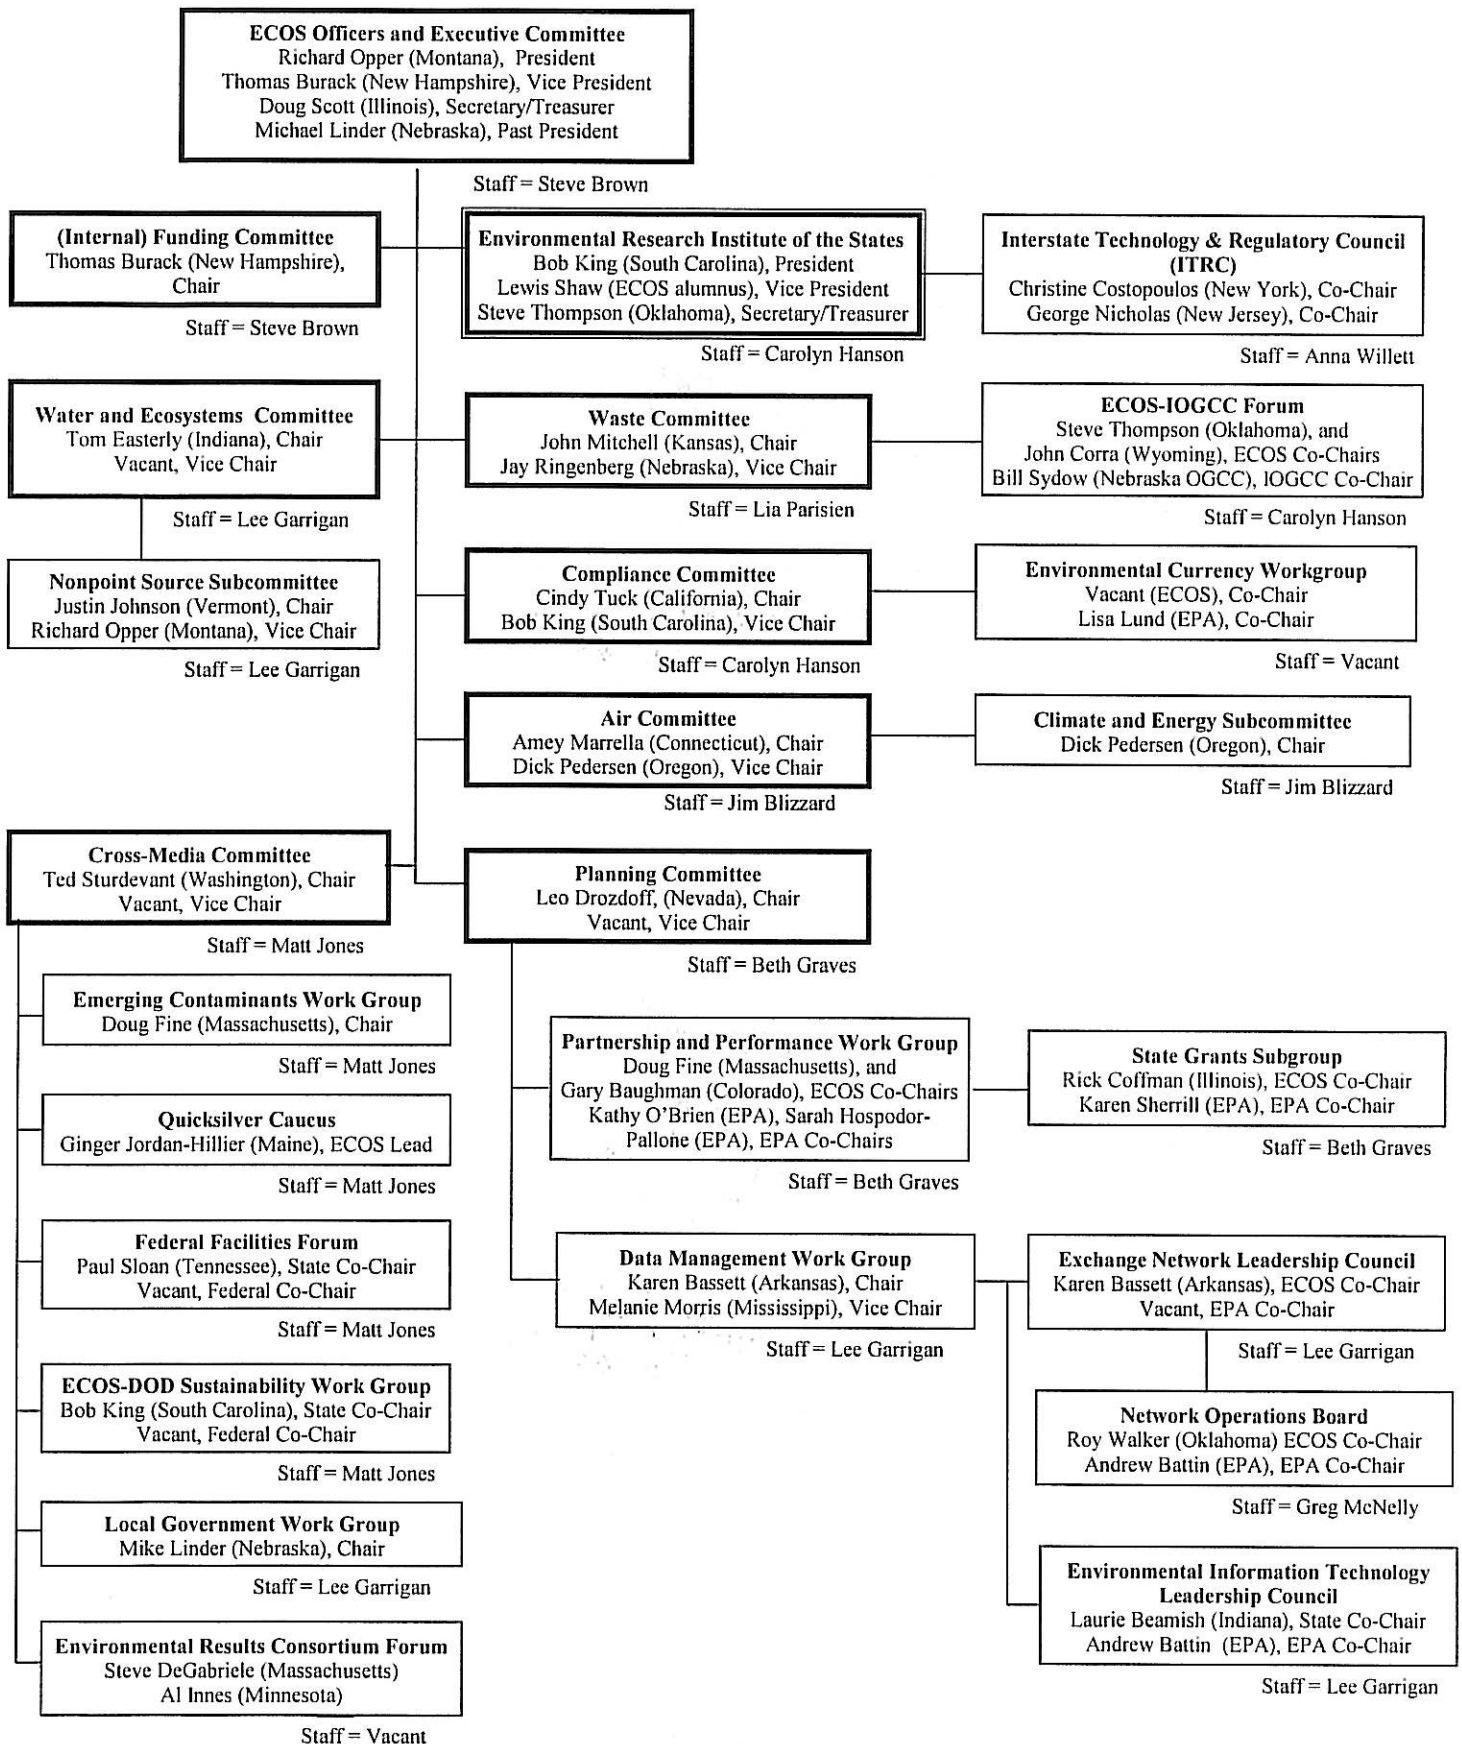 ECOS Officers and Executive Committee
Richard Opper (Montana), President
Thomas Burack (New Hampshire), Vice President
Doug Scott (Illinois), Secretary/Treasurer
Michael Linder (Nebraska), Past President
Staff = Steve Brown
(Internal) Funding Committee
Thomas Burack (New Hampshire),
Chair
Staff = Steve Brown
Environmental Research Institute of the States
Bob King (South Carolina), President
Lewis Shaw (ECOS alumnus), Vice President
Steve Thompson (Oklahoma), Secretary/Treasurer
Staff = Carolyn Hanson
Interstate Technology & Regulatory Council
(ITRC)
Christine Costopoulos (New York), Co-Chair
George Nicholas (New Jersey), Co-Chair
Staff = Anna Willett
Water and Ecosystems Committee
Tom Easterly (Indiana), Chair
Vacant, Vice Chair
Staff = Lee Garrigan
Waste Committee
John Mitchell (Kansas), Chair
Jay Ringenberg (Nebraska), Vice Chair
Staff = Lia Parisien
ECOS-IOGCC Forum
Steve Thompson (Oklahoma), and
John Corra (Wyoming), ECOS Co-Chairs
Bill Sydow (Nebraska OGCC), IOGCC Co-Chair
Staff = Carolyn Hanson
Nonpoint Source Subcommittee
Justin Johnson (Vermont), Chair
Richard Opper (Montana), Vice Chair
Staff = Lee Garrigan
Compliance Committee
Cindy Tuck (California), Chair
Bob King (South Carolina), Vice Chair
Staff = Carolyn Hanson
Environmental Currency Workgroup
Vacant (ECOS), Co-Chair
Lisa Lund (EPA), Co-Chair
Staff = Vacant
Air Committee
Amey Marrella (Connecticut), Chair
Dick Pedersen (Oregon), Vice Chair
Staff = Jim Blizzard
Climate and Energy Subcommittee
Dick Pedersen (Oregon), Chair
Staff = Jim Blizzard
Cross-Media Committee
Ted Sturdevant (Washington), Chair
Vacant, Vice Chair
Staff = Matt Jones
Planning Committee
Leo Drozdoff, (Nevada), Chair
Vacant, Vice Chair
Staff = Beth Graves
Emerging Contaminants Work Group
Doug Fine (Massachusetts), Chair
Staff = Matt Jones
Quicksilver Caucus
Ginger Jordan-Hillier (Maine), ECOS Lead
Staff = Matt Jones
Federal Facilities Forum
Paul Sloan (Tennessee), State Co-Chair
Vacant, Federal Co-Chair
Staff = Matt Jones
ECOS-DOD Sustainability Work Group
Bob King (South Carolina), State Co-Chair
Vacant, Federal Co-Chair
Staff = Matt Jones
Local Government Work Group
Mike Linder (Nebraska), Chair
Staff = Lee Garrigan
Environmental Results Consortium Forum
Steve DeGabriele (Massachusetts)
Al Innes (Minnesota)
Staff = Vacant
Partnership and Performance Work Group
Doug Fine (Massachusetts), and
Gary Baughman (Colorado), ECOS Co-Chairs
Kathy O'Brien (EPA), Sarah Hospodor-
Pallone (EPA), EPA Co-Chairs
Staff = Beth Graves
State Grants Subgroup
Rick Coffman (Illinois), ECOS Co-Chair
Karen Sherrill (EPA), EPA Co-Chair
Staff = Beth Graves
Data Management Work Group
Karen Bassett (Arkansas), Chair
Melanie Morris (Mississippi), Vice Chair
Staff = Lee Garrigan
Exchange Network Leadership Council
Karen Bassett (Arkansas), ECOS Co-Chair
Vacant, EPA Co-Chair
Staff = Lee Garrigan
Network Operations Board
Roy Walker (Oklahoma) ECOS Co-Chair
Andrew Battin (EPA), EPA Co-Chair
Staff = Greg McNelly
Environmental Information Technology
Leadership Council
Laurie Beamish (Indiana), State Co-Chair
Andrew Battin (EPA), EPA Co-Chair
Staff = Lee Garrigan